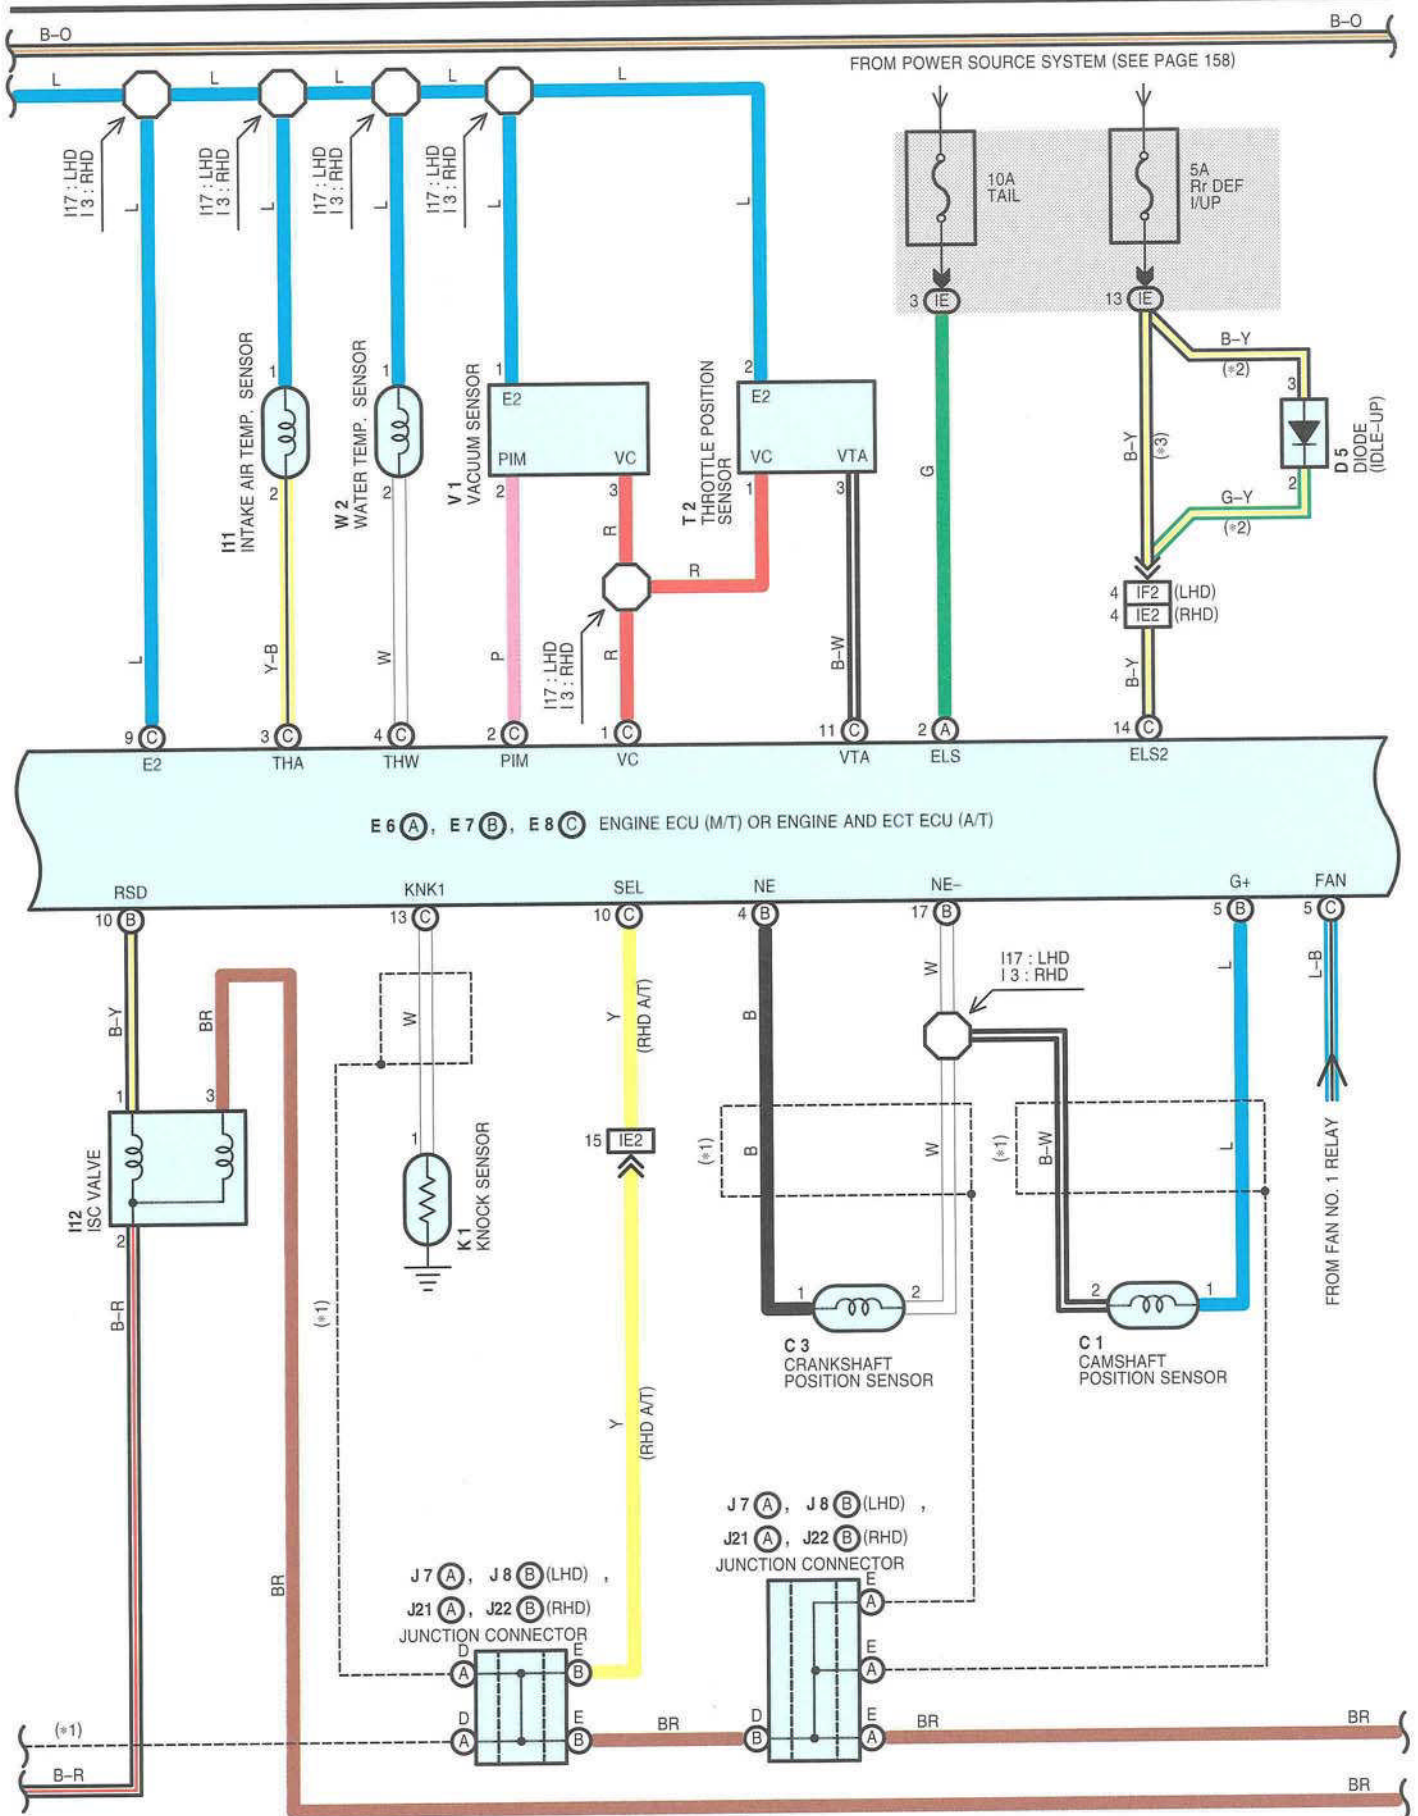 B–O
B–O
FROM POWER SOURCE SYSTEM (SEE PAGE 158)
L
L
L
L
L
I17 : LHD
I 3 : RHD
I17 : LHD
I 3 : RHD
I17 : LHD
I 3 : RHD
I17 : LHD
I 3 : RHD
L
L
L
L
L
10A
TAIL
5A
Rr DEF
I/UP
3 IE
13 IE
B–Y
(*2)
3
D 5
DIODE
(IDLE–UP)
2
G–Y
(*2)
B–Y
(*3)
I11
INTAKE AIR TEMP. SENSOR
1
2
W 2
WATER TEMP. SENSOR
1
2
V 1
VACUUM SENSOR
1
E2
PIM
VC
2
3
T 2
THROTTLE POSITION
SENSOR
2
E2
VC
VTA
1
3
G
R
R
R
I17 : LHD
I 3 : RHD
4 IF2 (LHD)
4 IE2 (RHD)
L
Y–B
W
P
B–W
B–Y
9 C
3 C
4 C
2 C
1 C
11 C
2 A
14 C
E2
THA
THW
PIM
VC
VTA
ELS
ELS2
E 6 A , E 7 B , E 8 C ENGINE ECU (M/T) OR ENGINE AND ECT ECU (A/T)
RSD
KNK1
SEL
NE
NE–
G+
FAN
10 B
13 C
10 C
4 B
17 B
5 B
5 C
B–Y
BR
W
Y
(RHD A/T)
B
W
I17 : LHD
I 3 : RHD
L
L–B
1
3
I12
ISC VALVE
2
1
K 1
KNOCK SENSOR
15 IE2
(*1)
B
W
(*1)
B–W
L
FROM FAN NO. 1 RELAY
B–R
(*1)
1
2
C 3
CRANKSHAFT
POSITION SENSOR
2
1
C 1
CAMSHAFT
POSITION SENSOR
Y
(RHD A/T)
BR
J 7 A , J 8 B (LHD) ,
J21 A , J22 B (RHD)
JUNCTION CONNECTOR
J 7 A , J 8 B (LHD) ,
J21 A , J22 B (RHD)
JUNCTION CONNECTOR
E
A
D
A
E
B
E
A
(*1)
D
A
E
B
BR
D
B
E
A
BR
BR
B–R
BR